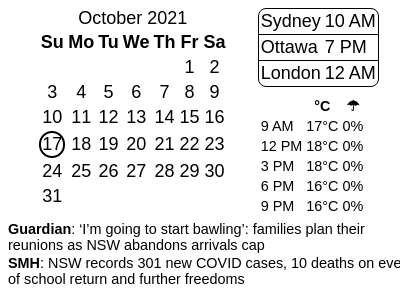 October 2021
Su Mo Tu We Th Fr Sa
1 2
3 4 5 6 7 8 9
10 11 12 13 14 15 16
17 18 19 20 21 22 23
24 25 26 27 28 29 30
31
Sydney 10 AM
Ottawa 7 PM
London 12 AM
°C ☂
9 AM 17°C 0%
12 PM 18°C 0%
3 PM 18°C 0%
6 PM 16°C 0%
9 PM 16°C 0%
Guardian: ‘I’m going to start bawling’: families plan their
reunions as NSW abandons arrivals cap
SMH: NSW records 301 new COVID cases, 10 deaths on eve
of school return and further freedoms